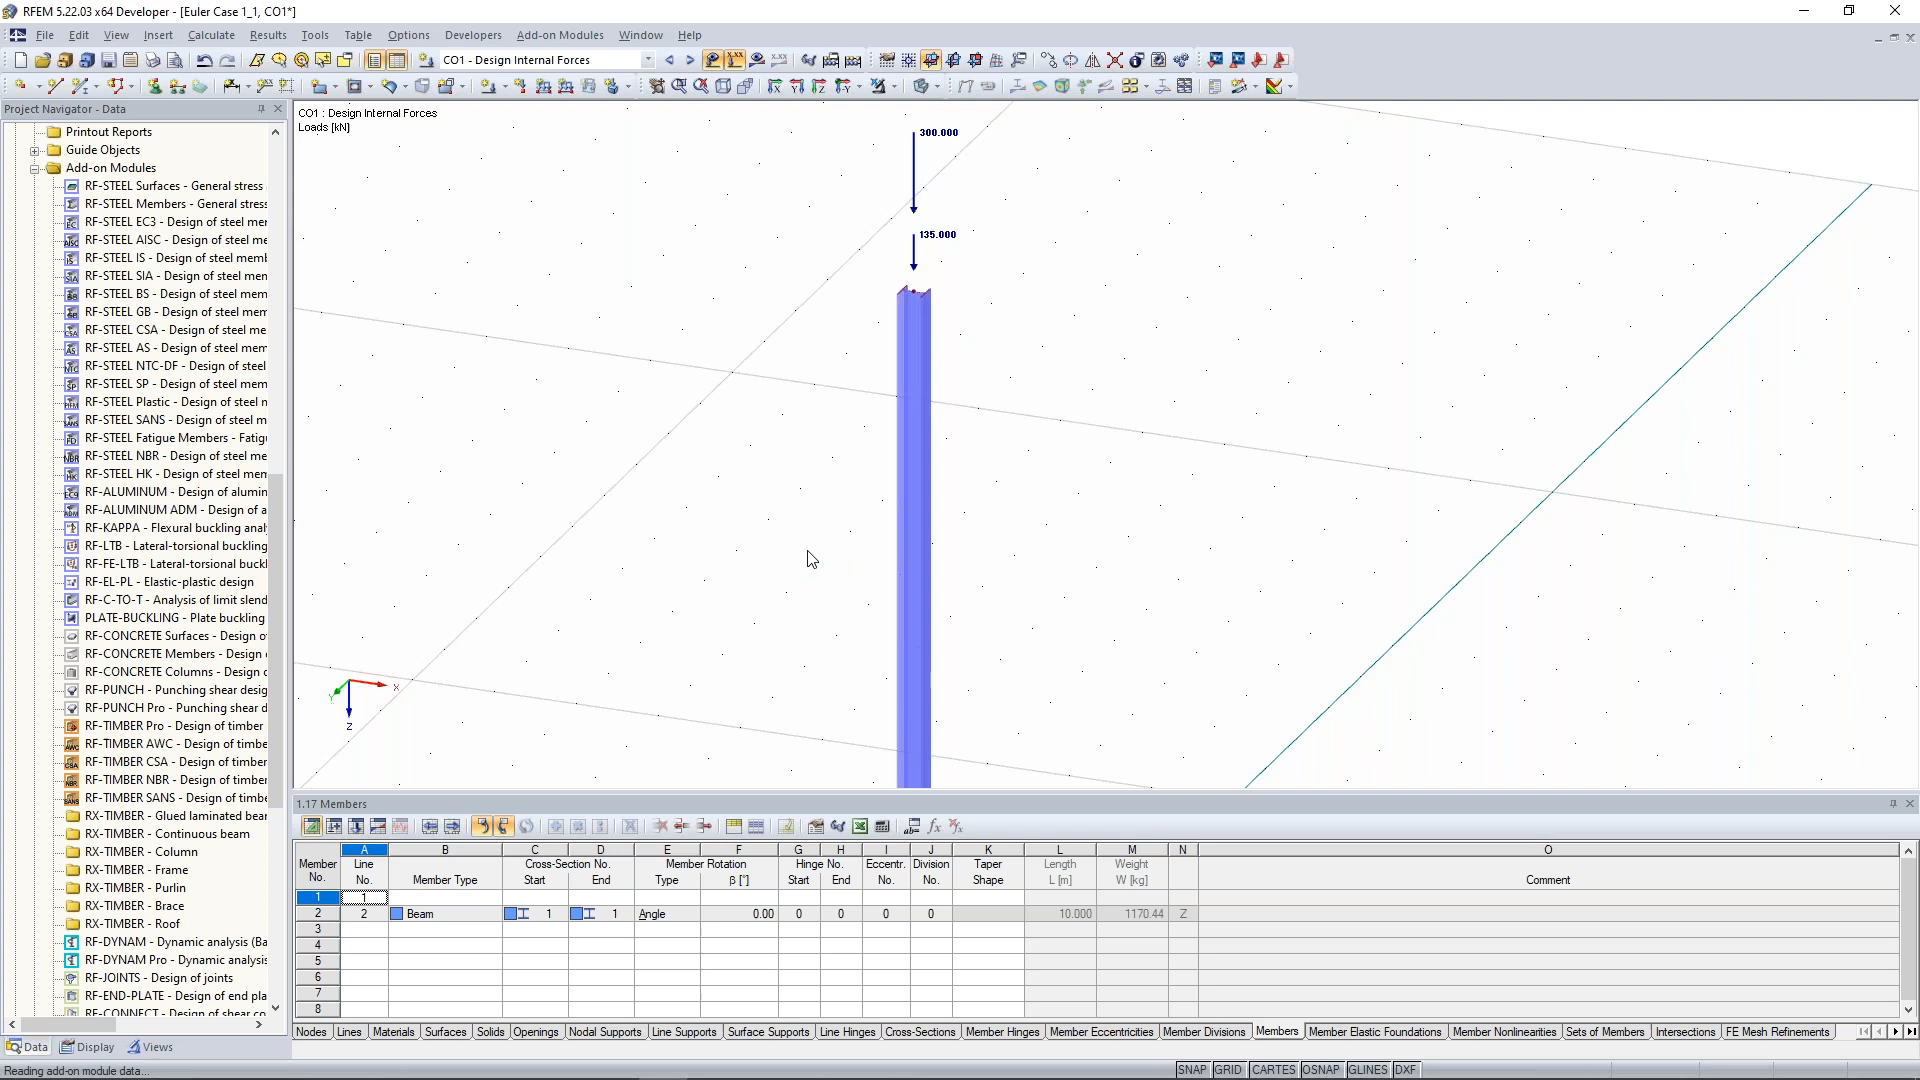 RFEM 5.22.03 x64 Developer - [Euler Case 1_1, CO1*]
File Edit View Insert Calculate Results Tools Table Options Developers Add-on Modules Window Help
CO1 - Design Internal Forces
Project Navigator - Data
Printout Reports
Guide Objects
Add-on Modules
RF-STEEL Surfaces - General stress
RF-STEEL Members - General stress
RF-STEEL EC3 - Design of steel me
RF-STEEL AISC - Design of steel me
RF-STEEL IS - Design of steel memb
RF-STEEL SIA - Design of steel mem
RF-STEEL BS - Design of steel mem
RF-STEEL GB - Design of steel mem
RF-STEEL CSA - Design of steel me
RF-STEEL AS - Design of steel mem
RF-STEEL NTC-DF - Design of steel
RF-STEEL SP - Design of steel mem
RF-STEEL Plastic - Design of steel n
RF-STEEL SANS - Design of steel m
RF-STEEL Fatigue Members - Fatigu
RF-STEEL NBR - Design of steel me
RF-STEEL HK - Design of steel mem
RF-ALUMINUM - Design of alumin
RF-ALUMINUM ADM - Design of a
RF-KAPPA - Flexural buckling anal
RF-LTB - Lateral-torsional buckling
RF-FE-LTB - Lateral-torsional buckl
RF-EL-PL - Elastic-plastic design
RF-C-TO-T - Analysis of limit slend
PLATE-BUCKLING - Plate buckling
RF-CONCRETE Surfaces - Design o
RF-CONCRETE Members - Design
RF-CONCRETE Columns - Design c
RF-PUNCH - Punching shear desig
RF-PUNCH Pro - Punching shear d
RF-TIMBER Pro - Design of timber
RF-TIMBER AWC - Design of timbe
RF-TIMBER CSA - Design of timbe
RF-TIMBER NBR - Design of timber
RF-TIMBER SANS - Design of timbe
RX-TIMBER - Glued laminated bear
RX-TIMBER - Continuous beam
RX-TIMBER - Column
RX-TIMBER - Frame
RX-TIMBER - Purlin
RX-TIMBER - Brace
RX-TIMBER - Roof
RF-DYNAM - Dynamic analysis (Ba
RF-DYNAM Pro - Dynamic analysis
RF-JOINTS - Design of joints
RF-END-PLATE - Design of end pla
RF-CONNECT - Design of shear co
Data Display Views
CO1 : Design Internal Forces
Loads [kN]
300.000
135.000
X
Y
Z
1.17 Members
A B C D E F G H I J K L M N O
Member Line Cross-Section No. Member Rotation Hinge No. Eccentr. Division Taper Length Weight
No. No. Member Type Start End Type β [°] Start End No. No. Shape L [m] W [kg] Comment
1 1
2 2 Beam 1 1 Angle 0.00 0 0 0 0 10.000 1170.44 Z
3
4
5
6
7
8
Nodes Lines Materials Surfaces Solids Openings Nodal Supports Line Supports Surface Supports Line Hinges Cross-Sections Member Hinges Member Eccentricities Member Divisions Members Member Elastic Foundations Member Nonlinearities Sets of Members Intersections FE Mesh Refinements
Reading add-on module data...
SNAP GRID CARTES OSNAP GLINES DXF